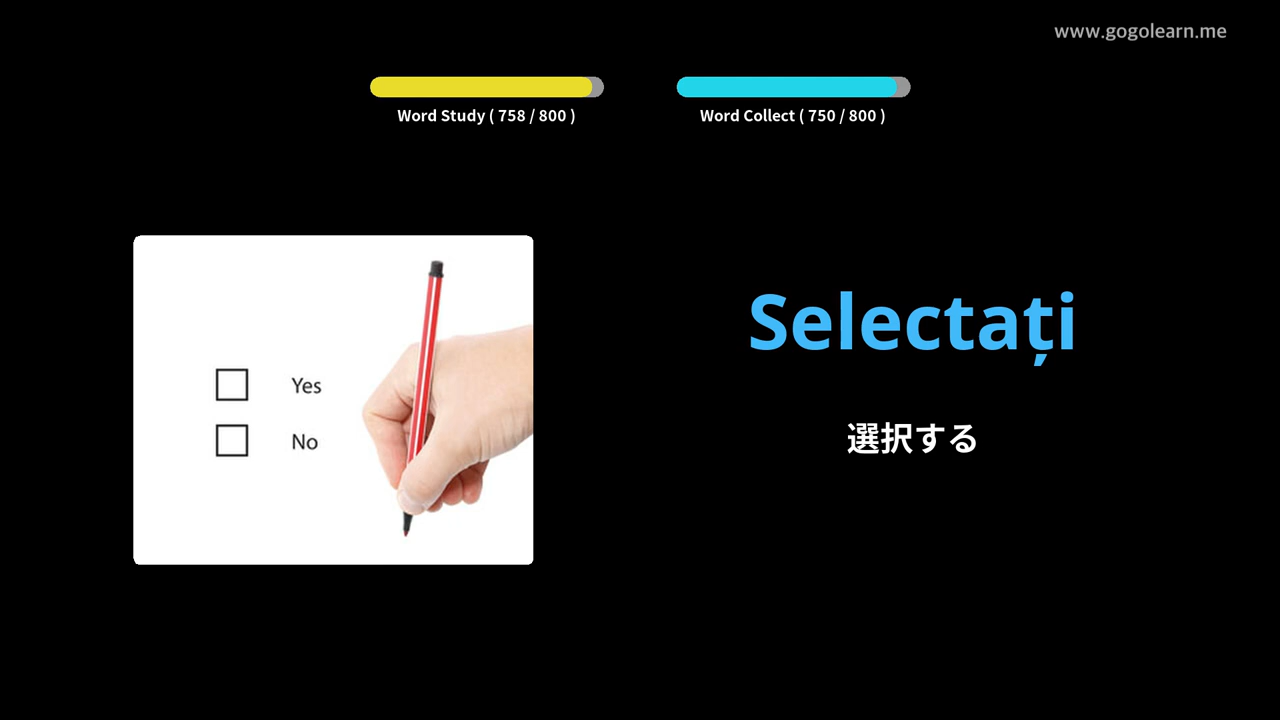 www.gogolearn.me
Word Study ( 758 / 800 )
Word Collect ( 750 / 800 )
Yes
No
Selectați
選択する